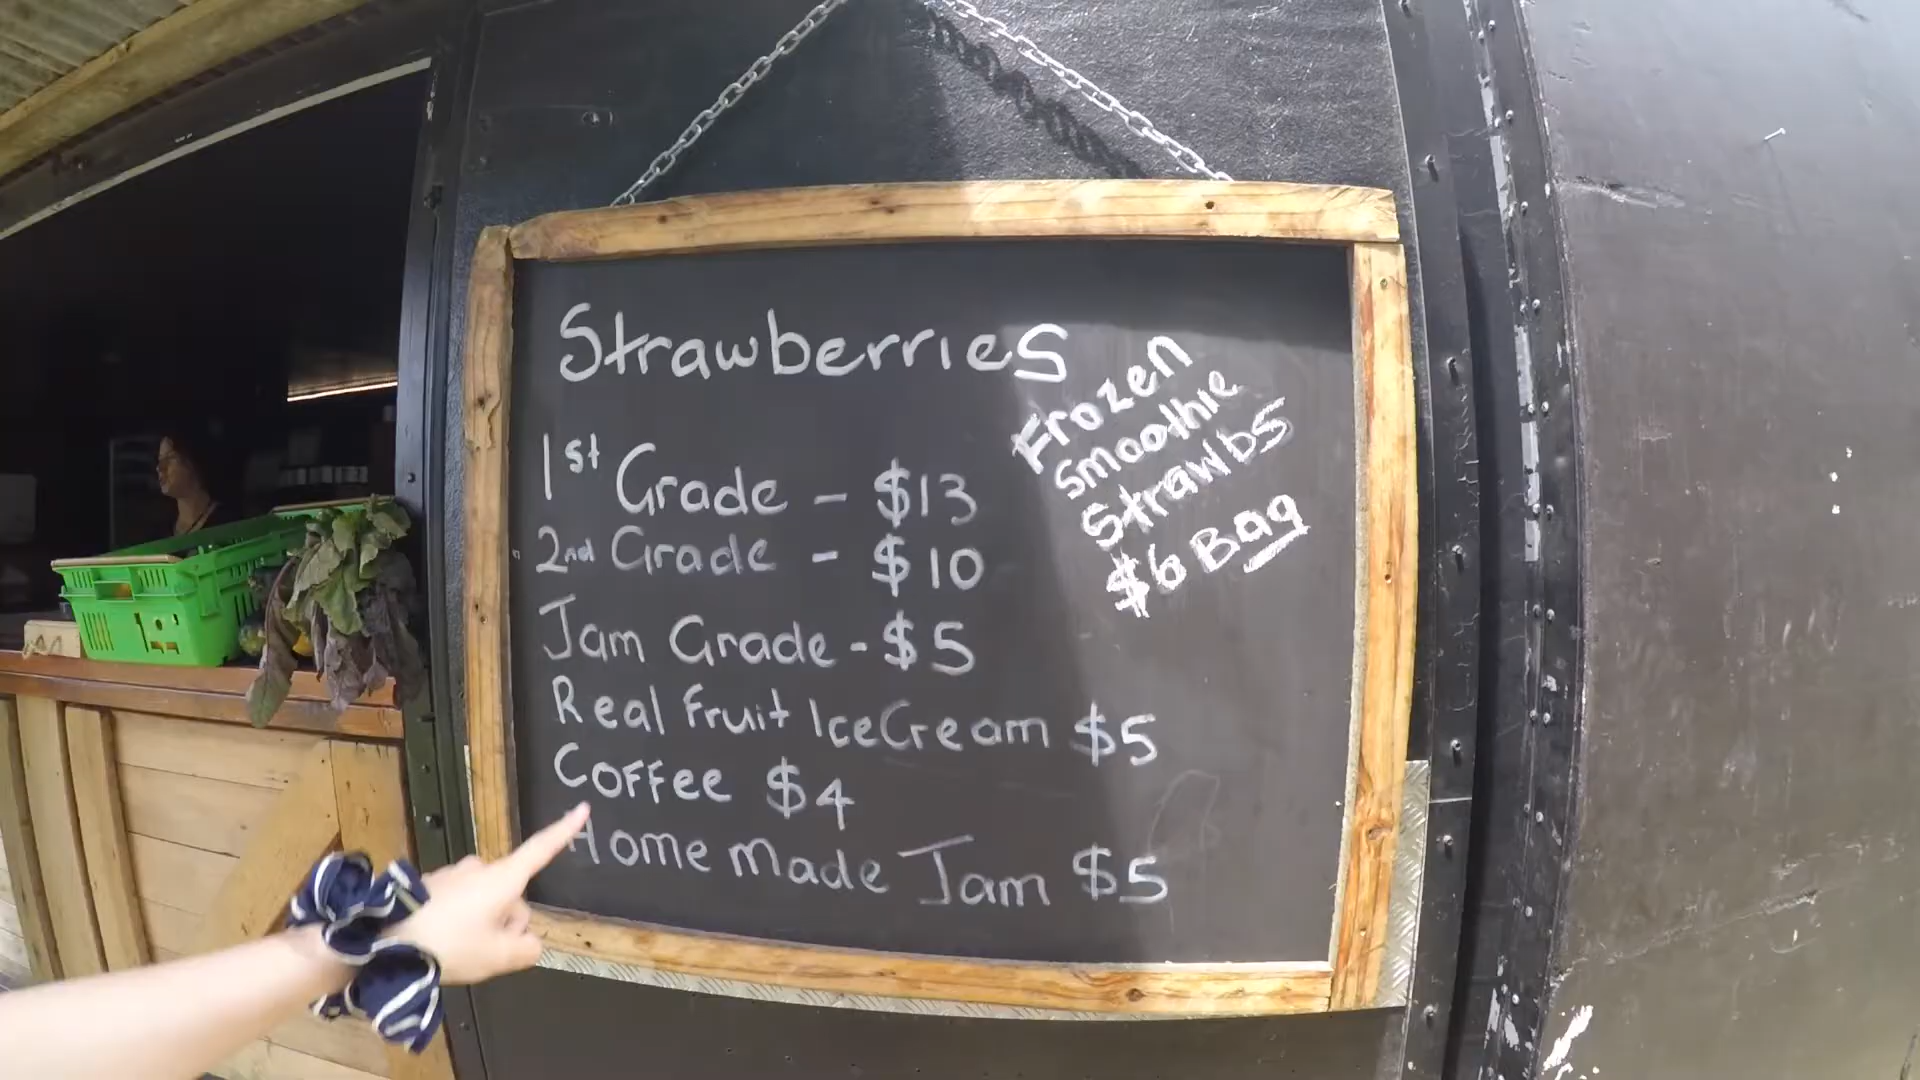 Strawberries
1st Grade - $13
2nd Grade - $10
Jam Grade - $5
Real Fruit IceCream $5
Coffee $4
Home made Jam $5
Frozen
Smoothie
Strawbs
$6 Bag